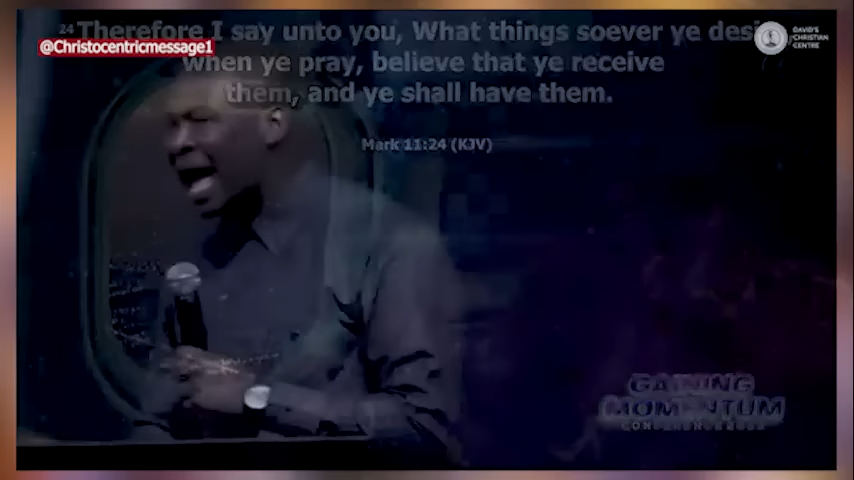 24 Therefore I say unto you, What things soever ye desi
@Christocentricmessage1
when ye pray, believe that ye receive
them, and ye shall have them.
Mark 11:24 (KJV)
DAVID'S
CHRISTIAN
CENTRE
GAINING
MOMENTUM